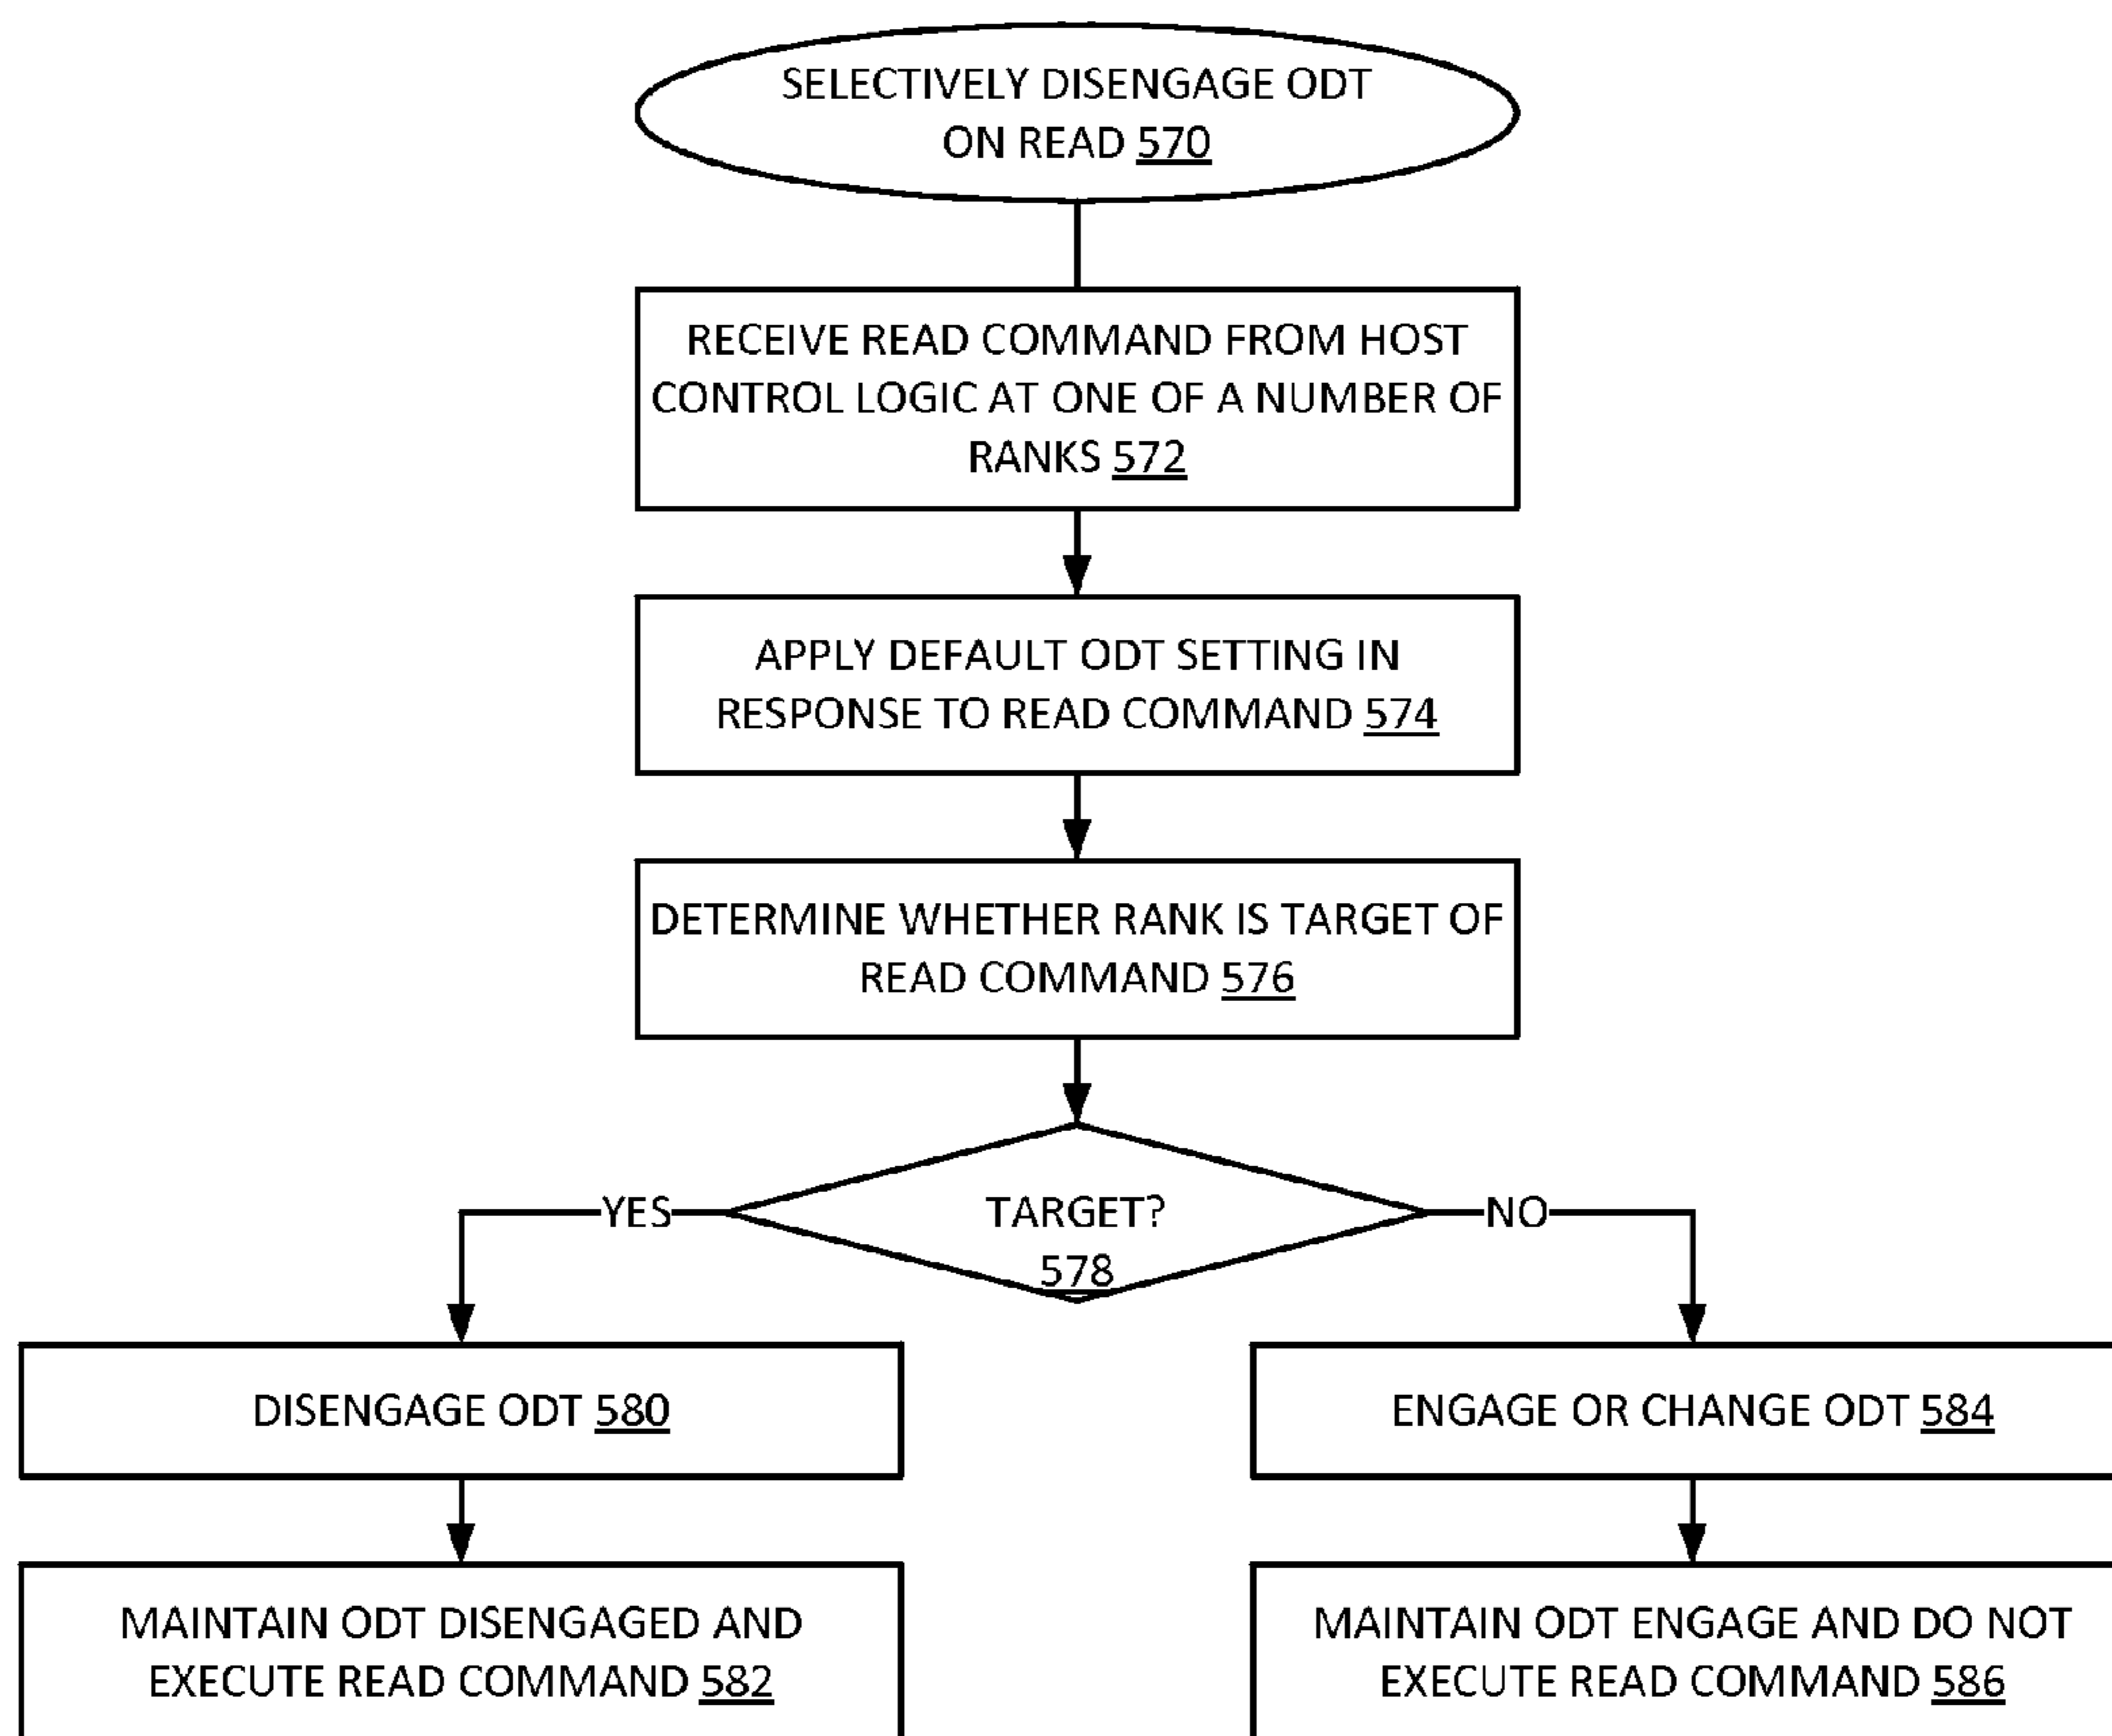 SELECTIVELY DISENGAGE ODT
ON READ 570
RECEIVE READ COMMAND FROM HOST
CONTROL LOGIC AT ONE OF A NUMBER OF
RANKS 572
APPLY DEFAULT ODT SETTING IN
RESPONSE TO READ COMMAND 574
DETERMINE WHETHER RANK IS TARGET OF
READ COMMAND 576
YES
TARGET?
578
NO
DISENGAGE ODT 580
ENGAGE OR CHANGE ODT 584
MAINTAIN ODT DISENGAGED AND
EXECUTE READ COMMAND 582
MAINTAIN ODT ENGAGE AND DO NOT
EXECUTE READ COMMAND 586